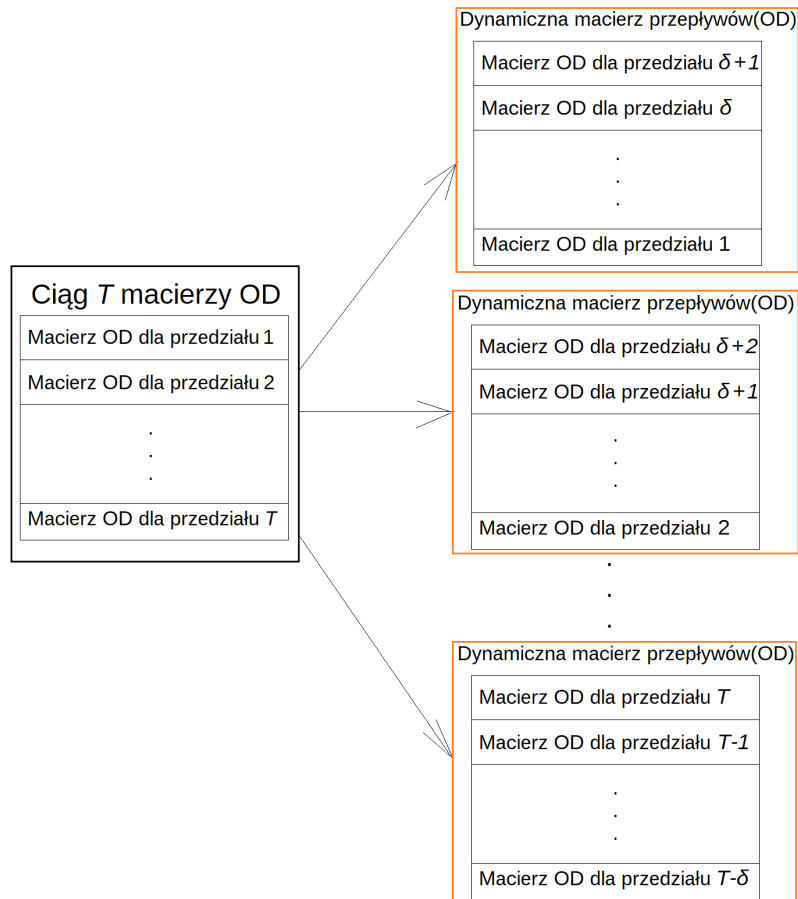 Ciąg T macierzy OD
Macierz OD dla przedziału 1
Macierz OD dla przedziału 2
.
.
.
Macierz OD dla przedziału T
Dynamiczna macierz przepływów(OD)
Macierz OD dla przedziału δ+1
Macierz OD dla przedziału δ
.
.
.
Macierz OD dla przedziału 1
Dynamiczna macierz przepływów(OD)
Macierz OD dla przedziału δ+2
Macierz OD dla przedziału δ+1
.
.
.
Macierz OD dla przedziału 2
.
.
.
Dynamiczna macierz przepływów(OD)
Macierz OD dla przedziału T
Macierz OD dla przedziału T-1
.
.
.
Macierz OD dla przedziału T-δ